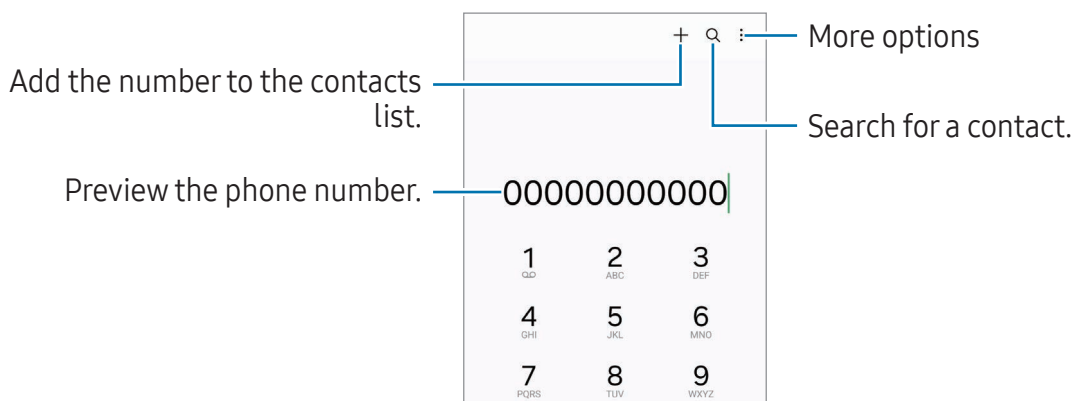 More options
Add the number to the contacts
list.
Search for a contact.
Preview the phone number.
00000000000
1 2 3
ABC DEF
4 5 6
GHI JKL MNO
7 8 9
PQRS TUV WXYZ